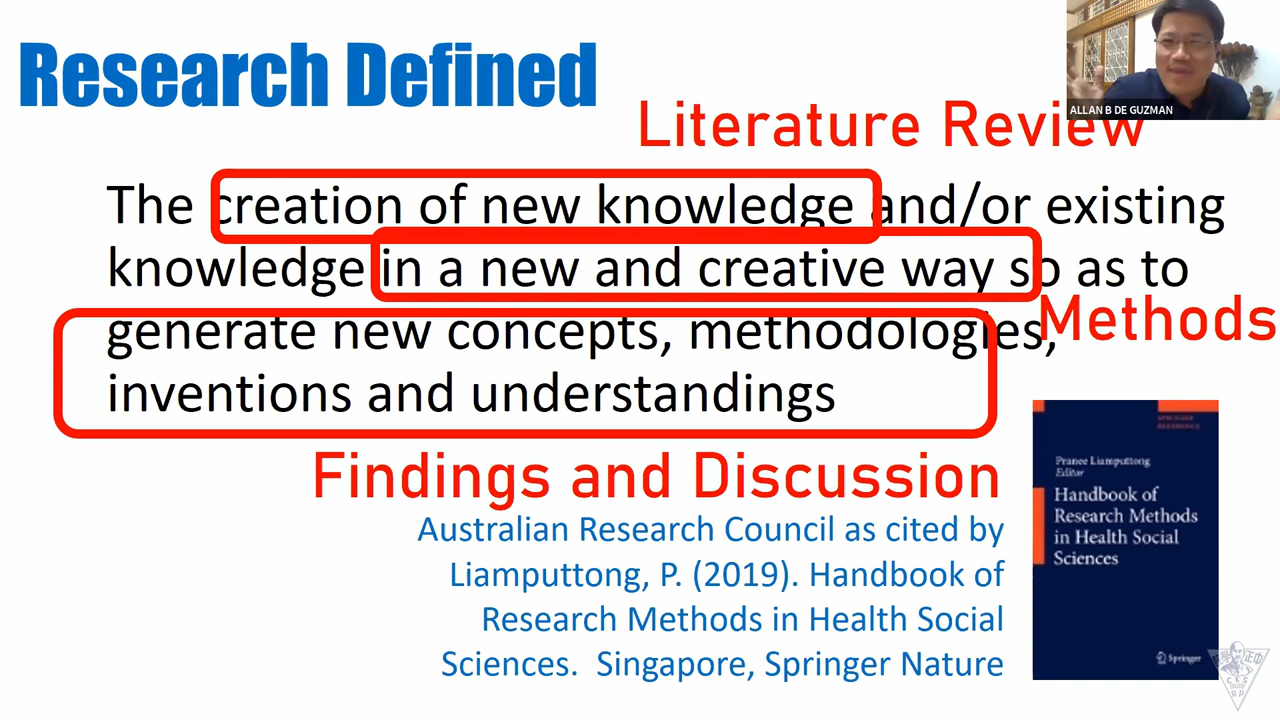 Research Defined
ALLAN B DE GUZMAN
Literature Review
The creation of new knowledge and/or existing
knowledge in a new and creative way so as to
generate new concepts, methodologies,
Methods
inventions and understandings
Findings and Discussion
Australian Research Council as cited by
Liamputtong, P. (2019). Handbook of
Research Methods in Health Social
Sciences. Singapore, Springer Nature
SPRINGER
REFERENCE
Pranee Liamputtong
Editor
Handbook of
Research Methods
in Health Social
Sciences
Springer
CKS